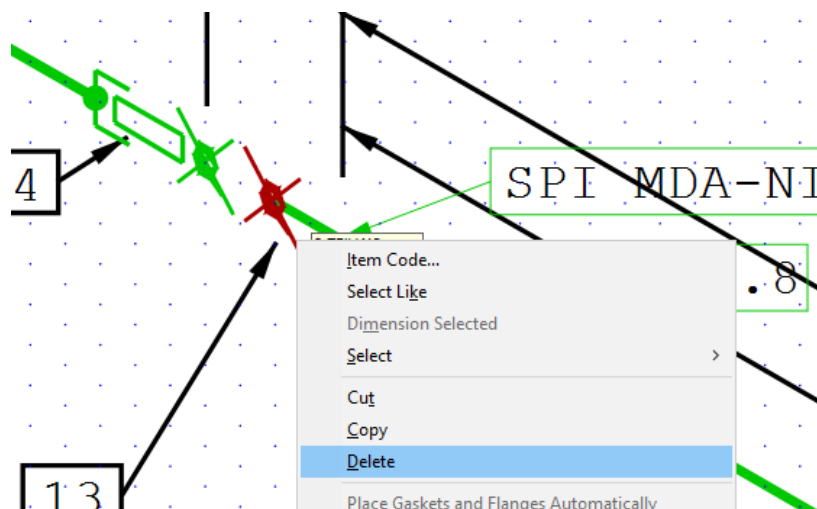 4
SPI MDA-NI
.8
Item Code...
Select Like
Dimension Selected
Select
Cut
Copy
Delete
13
Place Gaskets and Flanges Automatically